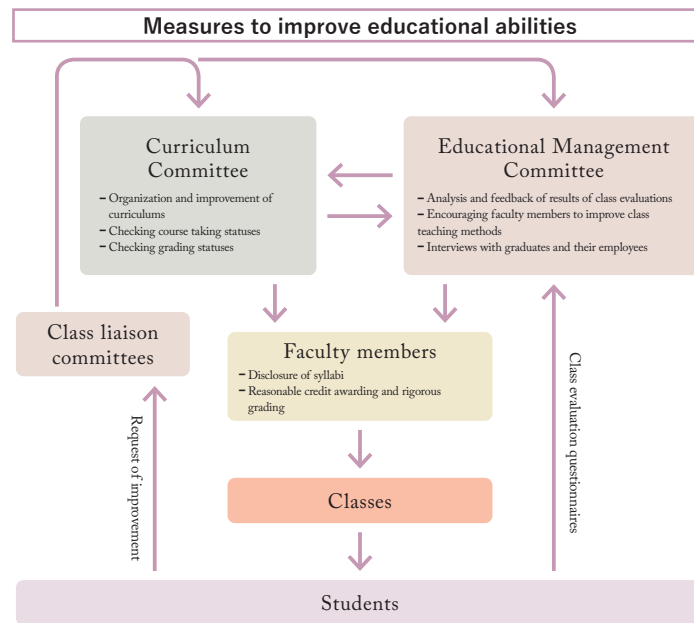 Measures to improve educational abilities
Curriculum
Committee
– Organization and improvement of
curriculums
– Checking course taking statuses
– Checking grading statuses
Educational Management
Committee
– Analysis and feedback of results of class evaluations
– Encouraging faculty members to improve class
teaching methods
– Interviews with graduates and their employees
Class liaison
committees
Faculty members
– Disclosure of syllabi
– Reasonable credit awarding and rigorous
grading
Request of improvement
Class evaluation questionnaires
Classes
Students